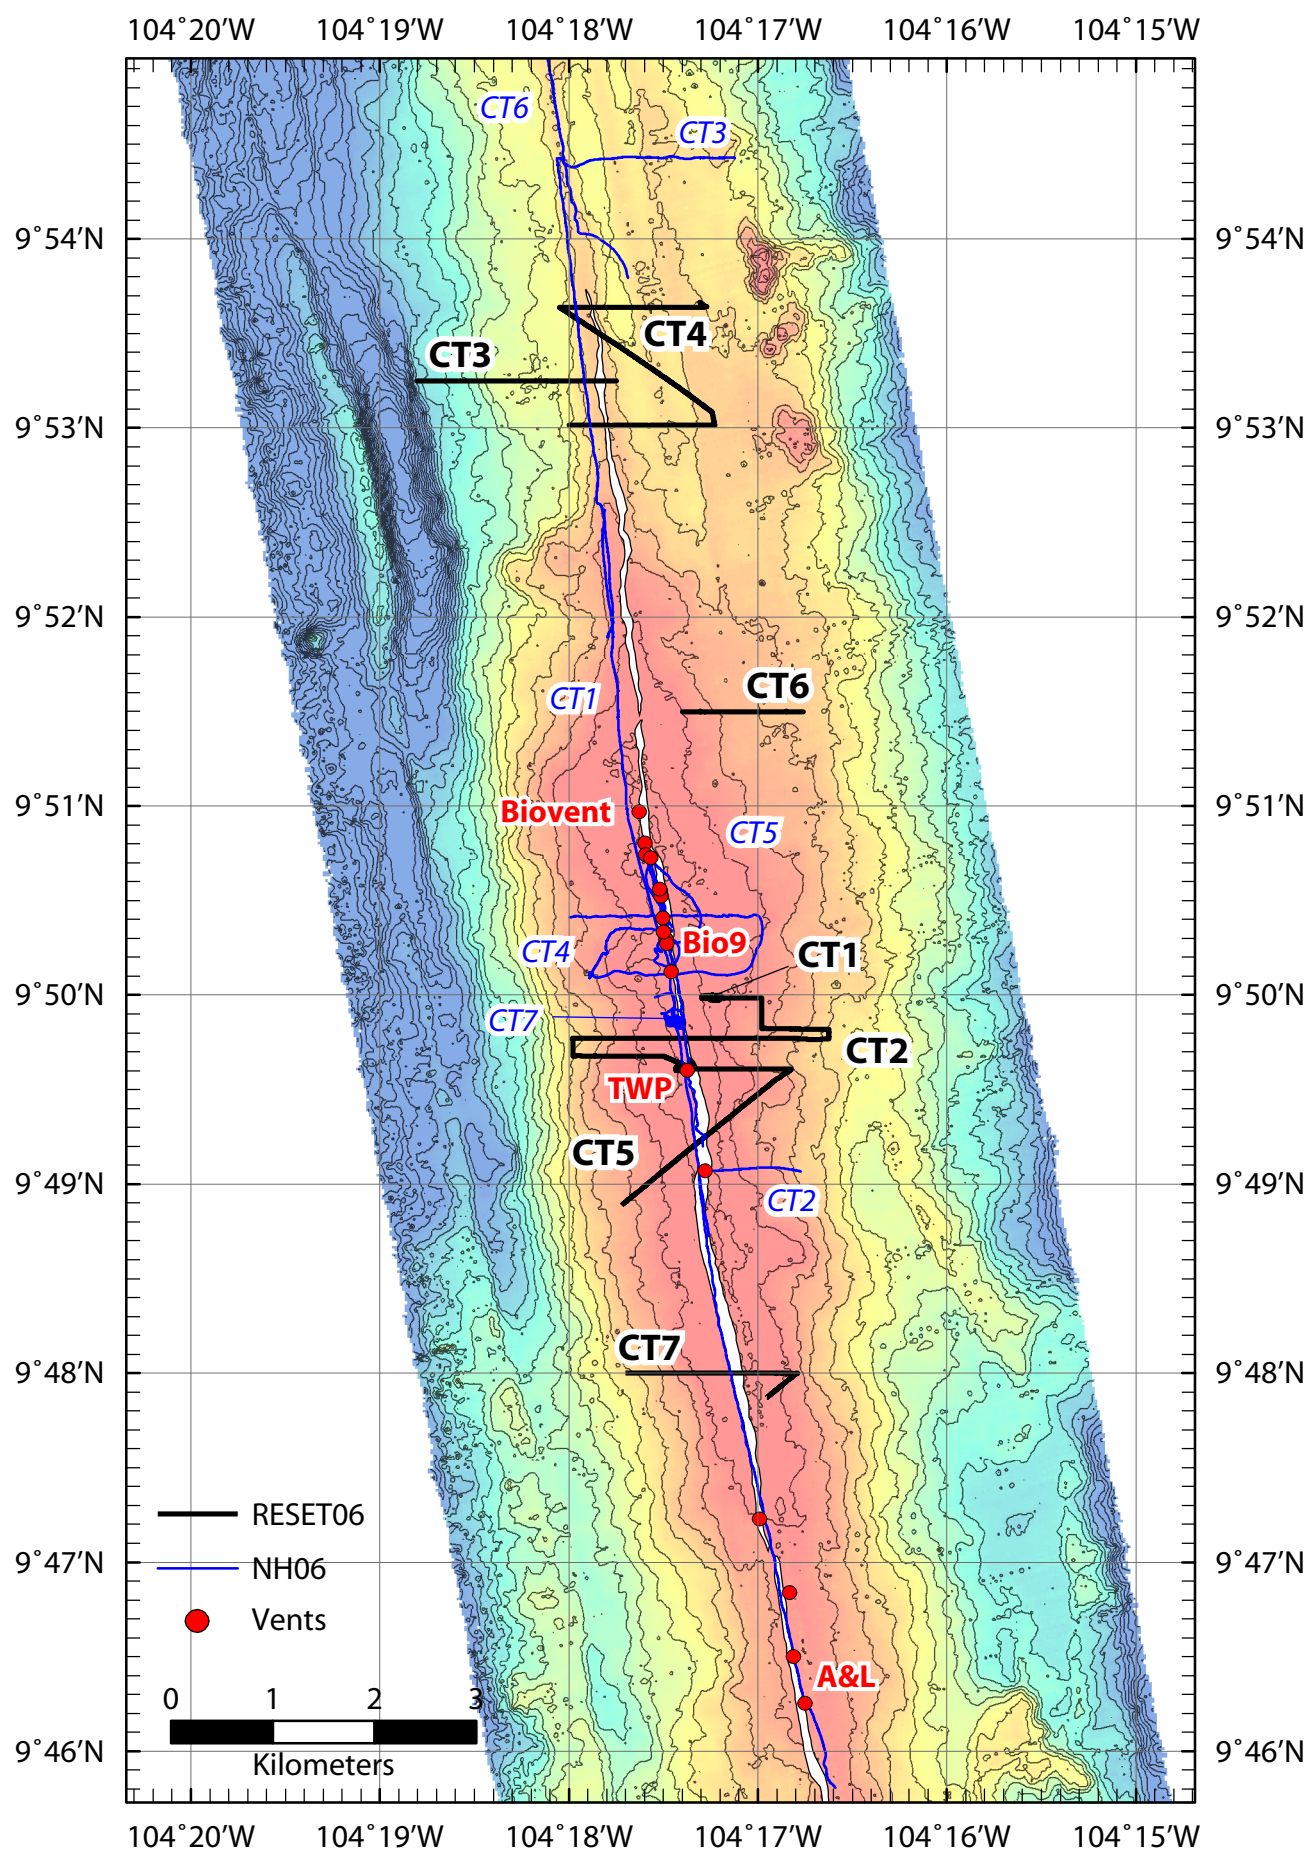 104°20′W 104°19′W 104°18′W 104°17′W 104°16′W 104°15′W
CT6
CT3
9°54′N 9°54′N
CT4
CT3
9°53′N 9°53′N
9°52′N 9°52′N
CT6
CT1
9°51′N 9°51′N
Biovent
CT5
Bio9
CT4
CT1
9°50′N 9°50′N
CT7
CT2
TWP
CT5
9°49′N 9°49′N
CT2
CT7
9°48′N 9°48′N
RESET06
NH06
9°47′N 9°47′N
Vents
A&L
0 1 2 3
Kilometers
9°46′N 9°46′N
104°20′W 104°19′W 104°18′W 104°17′W 104°16′W 104°15′W